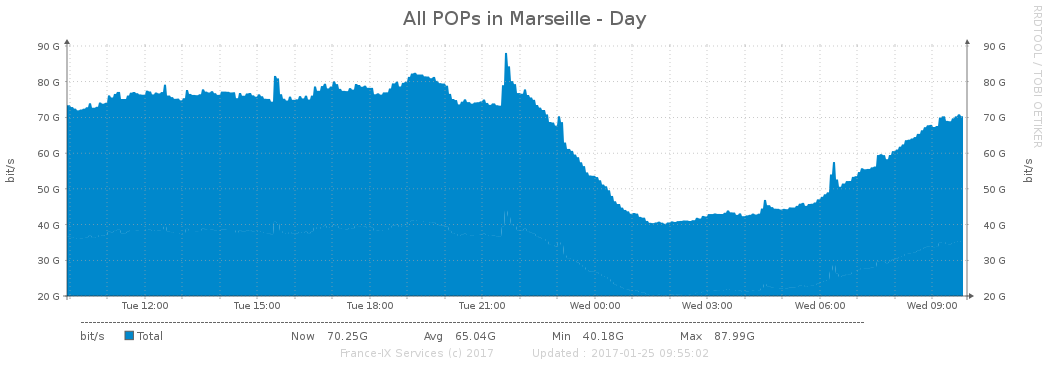 All POPs in Marseille - Day
RRDTOOL / TOBI OETIKER
bit/s
90 G 90 G
80 G 80 G
70 G 70 G
60 G 60 G
50 G 50 G
40 G 40 G
30 G 30 G
20 G 20 G
bit/s
Tue 12:00 Tue 15:00 Tue 18:00 Tue 21:00 Wed 00:00 Wed 03:00 Wed 06:00 Wed 09:00
bit/s Total Now 70.25G Avg 65.04G Min 40.18G Max 87.99G
France-IX Services (c) 2017 Updated : 2017-01-25 09:55:02